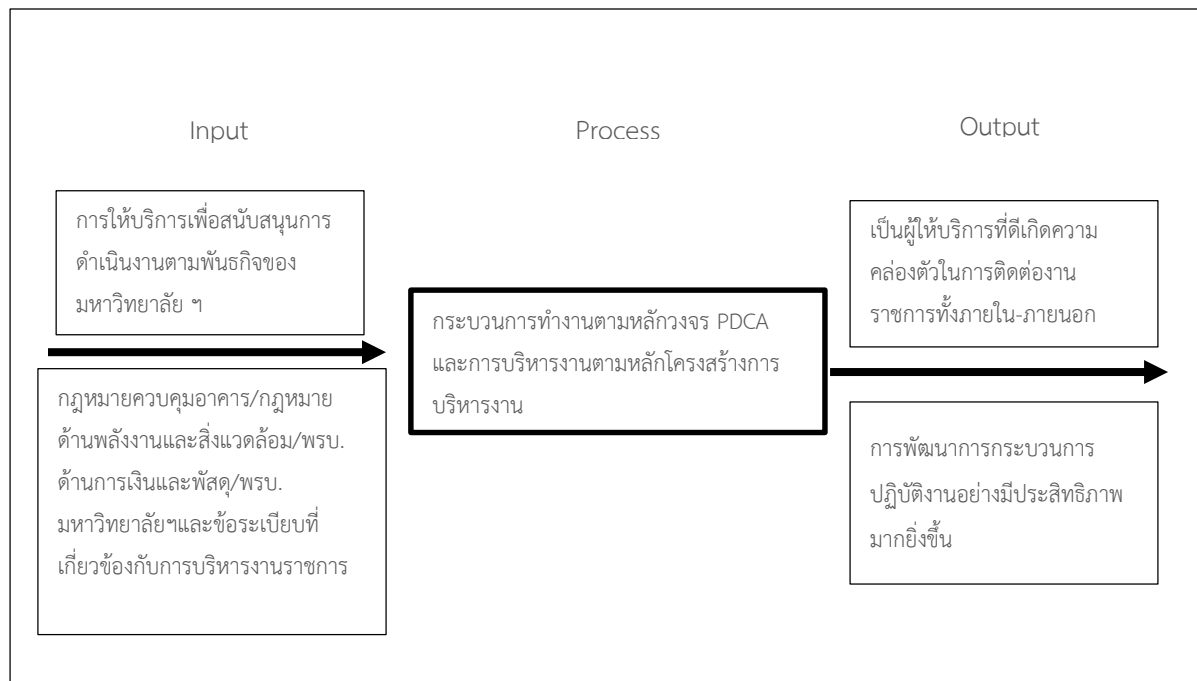 Input
Process
Output
การให้บริการเพื่อสนับสนุนการ
ดำเนินงานตามพันธกิจของ
มหาวิทยาลัย ฯ
กฎหมายควบคุมอาคาร/กฎหมาย
ด้านพลังงานและสิ่งแวดล้อม/พรบ.
ด้านการเงินและพัสดุ/พรบ.
มหาวิทยาลัยฯและข้อระเบียบที่
เกี่ยวข้องกับการบริหารงานราชการ
กระบวนการทำงานตามหลักวงจร PDCA
และการบริหารงานตามหลักโครงสร้างการ
บริหารงาน
เป็นผู้ให้บริการที่ดีเกิดความ
คล่องตัวในการติดต่องาน
ราชการทั้งภายใน-ภายนอก
การพัฒนาการกระบวนการ
ปฏิบัติงานอย่างมีประสิทธิภาพ
มากยิ่งขึ้น